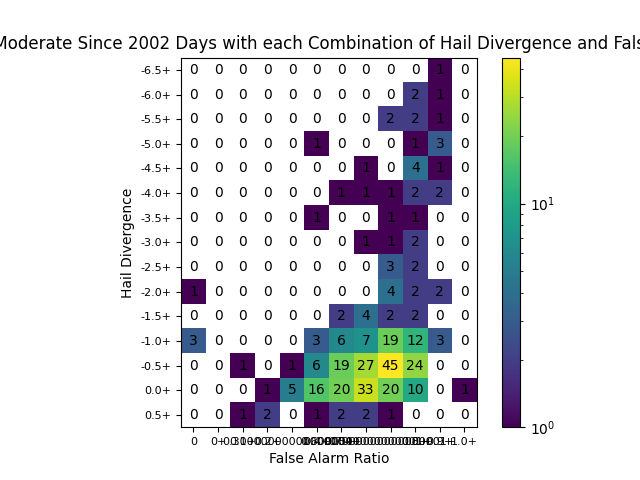 Moderate Since 2002 Days with each Combination of Hail Divergence and Fals
-6.5+ 0 0 0 0 0 0 0 0 0 0 1 0
-6.0+ 0 0 0 0 0 0 0 0 0 2 1 0
-5.5+ 0 0 0 0 0 0 0 0 2 2 1 0
-5.0+ 0 0 0 0 0 1 0 0 0 1 3 0
-4.5+ 0 0 0 0 0 0 0 1 0 4 1 0
-4.0+ 0 0 0 0 0 0 1 1 1 2 2 0
-3.5+ 0 0 0 0 0 1 0 0 1 1 0 0
-3.0+ 0 0 0 0 0 0 0 1 1 2 0 0
-2.5+ 0 0 0 0 0 0 0 0 3 2 0 0
-2.0+ 1 0 0 0 0 0 0 0 4 2 2 0
-1.5+ 0 0 0 0 0 0 2 4 2 2 0 0
-1.0+ 3 0 0 0 0 3 6 7 19 12 3 0
-0.5+ 0 0 1 0 1 6 19 27 45 24 0 0
0.0+ 0 0 0 1 5 16 20 33 20 10 0 1
0.5+ 0 0 1 2 0 1 2 2 1 0 0 0
0 1.0+
False Alarm Ratio
Hail Divergence
10^1
10^0